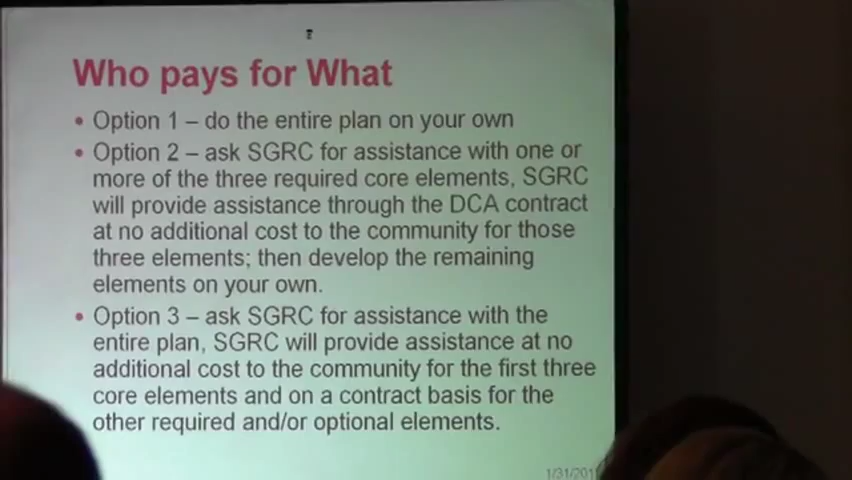 Who pays for What
• Option 1 – do the entire plan on your own
• Option 2 – ask SGRC for assistance with one or
more of the three required core elements, SGRC
will provide assistance through the DCA contract
at no additional cost to the community for those
three elements; then develop the remaining
elements on your own.
• Option 3 – ask SGRC for assistance with the
entire plan, SGRC will provide assistance at no
additional cost to the community for the first three
core elements and on a contract basis for the
other required and/or optional elements.
1/31/201